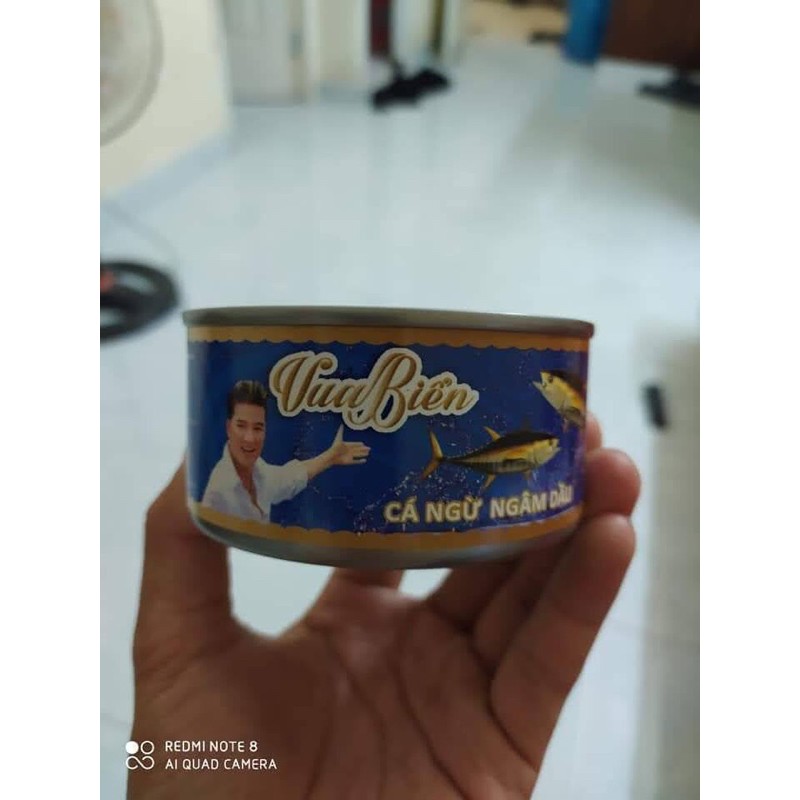 Vua Biển
CÁ NGỪ NGÂM DẦU
REDMI NOTE 8
AI QUAD CAMERA